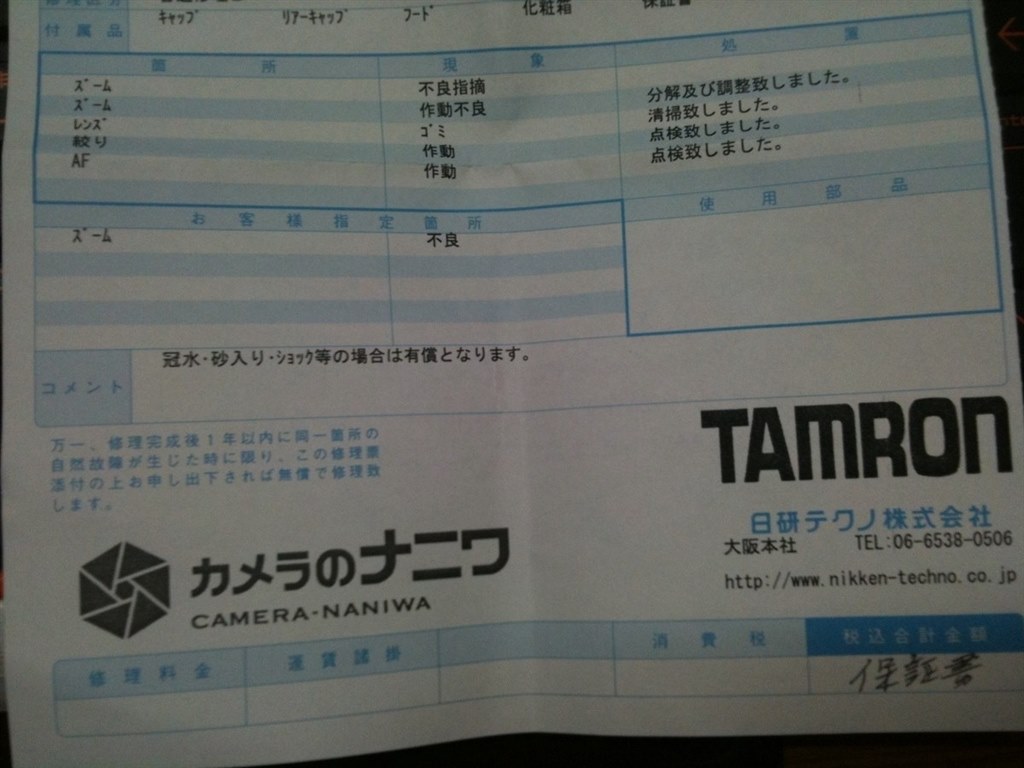 付属品 キャップ リアーキャップ フード 化粧箱 保証書
箇所 現象 処置
ズーム 不良指摘 分解及び調整致しました。
ズーム 作動不良 清掃致しました。
レンズ ゴミ 点検致しました。
絞り 作動 点検致しました。
AF 作動
お客様指定箇所 使用部品
ズーム 不良
コメント 冠水・砂入り・ショック等の場合は有償となります。
万一、修理完成後1年以内に同一箇所の
自然故障が生じた時に限り、この修理票
添付の上お申し出下されば無償で修理致
します。
TAMRON
日研テクノ株式会社
大阪本社 TEL:06-6538-0506
http://www.nikken-techno.co.jp
カメラのナニワ
CAMERA-NANIWA
修理料金 運賃諸掛 消費税 税込合計金額
保証書